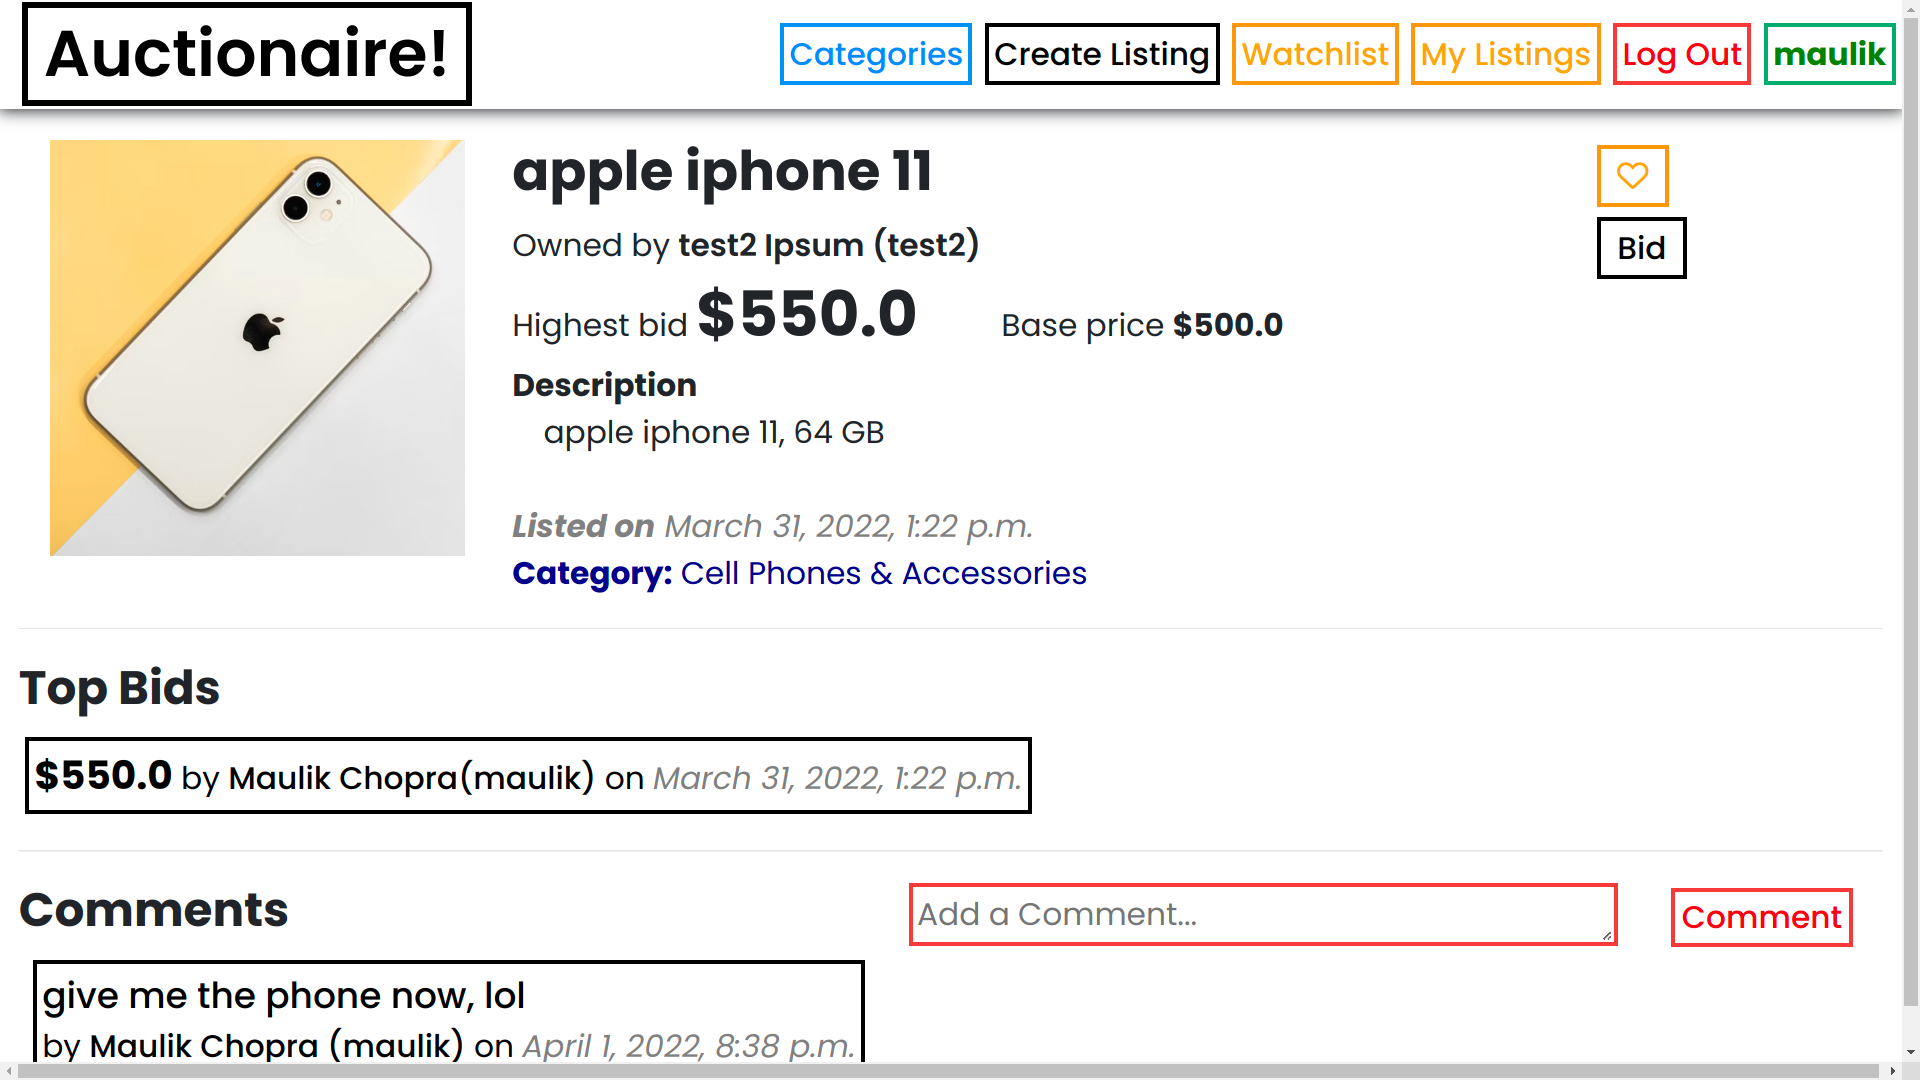 Auctionaire!
Categories
Create Listing
Watchlist
My Listings
Log Out
maulik
apple iphone 11
Bid
Owned by test2 Ipsum (test2)
Highest bid $550.0
Base price $500.0
Description
apple iphone 11, 64 GB
Listed on March 31, 2022, 1:22 p.m.
Category: Cell Phones & Accessories
Top Bids
$550.0 by Maulik Chopra(maulik) on March 31, 2022, 1:22 p.m.
Comments
Add a Comment...
Comment
give me the phone now, lol
by Maulik Chopra (maulik) on April 1, 2022, 8:38 p.m.